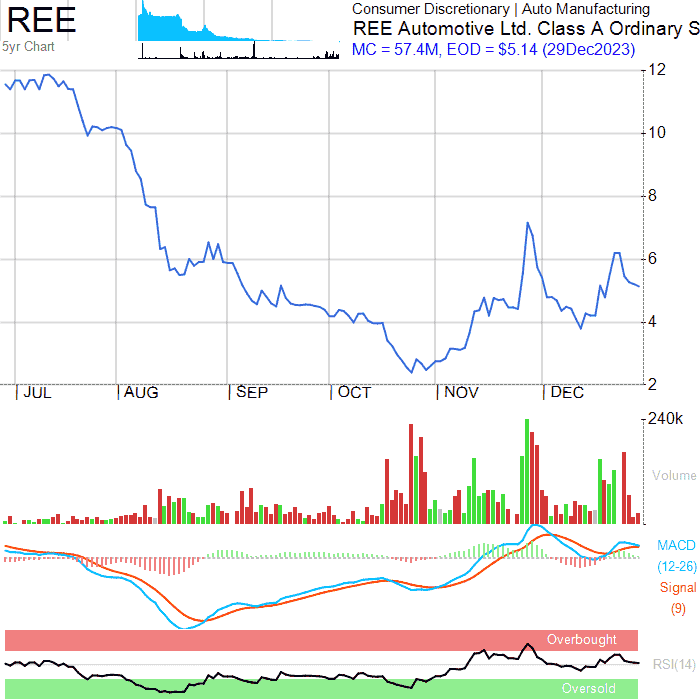 REE
5yr Chart
Consumer Discretionary | Auto Manufacturing
REE Automotive Ltd. Class A Ordinary S
MC = 57.4M, EOD = $5.14 (29Dec2023)
12
10
8
6
4
2
| JUL | AUG | SEP | OCT | NOV | DEC
240k
Volume
MACD
(12-26)
Signal
(9)
Overbought
RSI(14)
Oversold